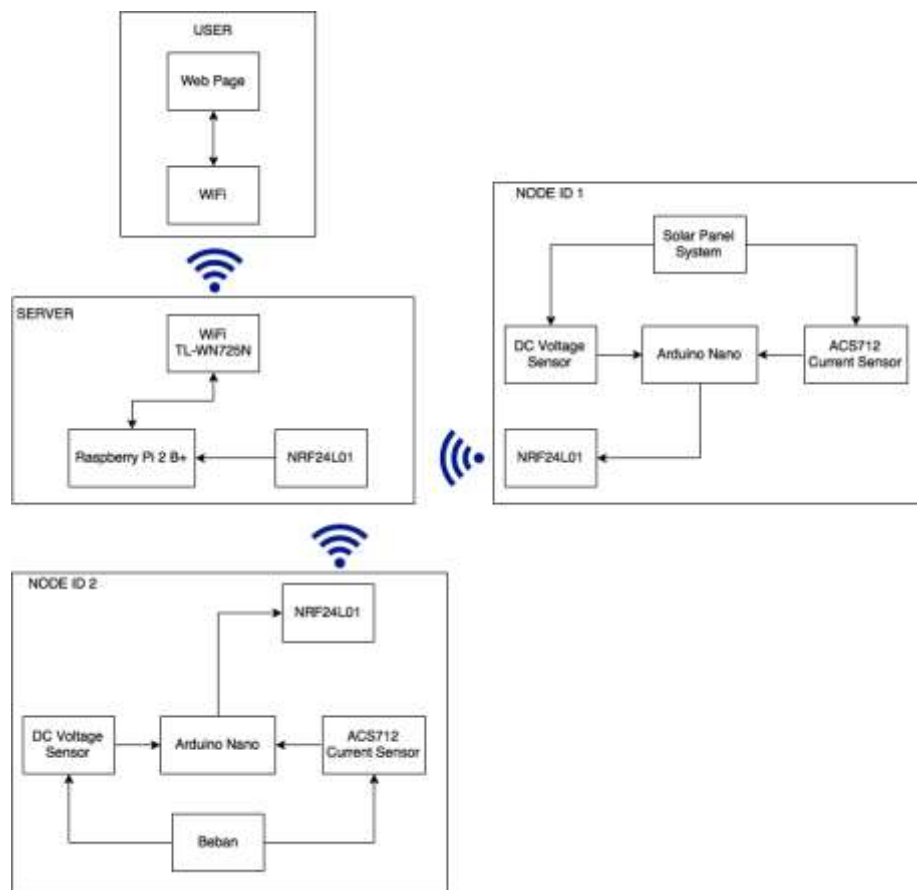 USER
Web Page
WiFi
SERVER
WiFi
TL-WN725N
Raspberry Pi 2 B+
NRF24L01
NODE ID 1
Solar Panel
System
DC Voltage
Sensor
Arduino Nano
ACS712
Current Sensor
NRF24L01
NODE ID 2
NRF24L01
DC Voltage
Sensor
Arduino Nano
ACS712
Current Sensor
Beban